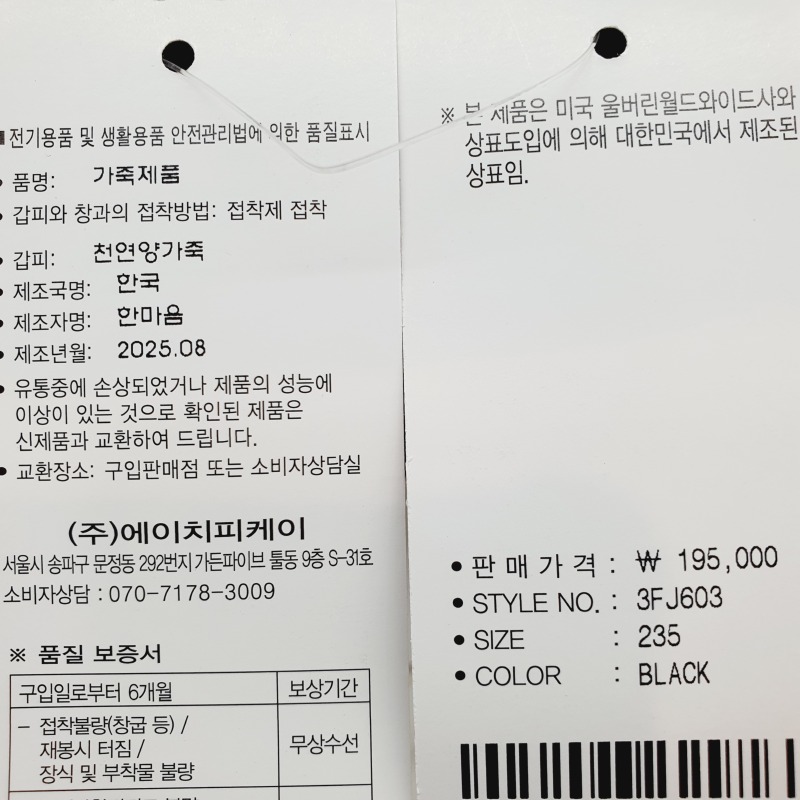 전기용품 및 생활용품 안전관리법에 의한 품질표시
• 품명: 가죽제품
• 갑피와 창과의 접착방법: 접착제 접착
• 갑피: 천연양가죽
• 제조국명: 한국
• 제조자명: 한마음
• 제조년월: 2025.08
• 유통중에 손상되었거나 제품의 성능에
이상이 있는 것으로 확인된 제품은
신제품과 교환하여 드립니다.
• 교환장소: 구입판매점 또는 소비자상담실
(주)에이치피케이
서울시 송파구 문정동 292번지 가든파이브 툴동 9층 S-31호
소비자상담 : 070-7178-3009
※ 품질 보증서
구입일로부터 6개월 보상기간
- 접착불량(창굽 등) /
재봉시 터짐 /
장식 및 부착물 불량
무상수선
※ 본 제품은 미국 울버린월드와이드사와
상표도입에 의해 대한민국에서 제조된
상표임.
• 판매가격 : ₩ 195,000
• STYLE NO. : 3FJ603
• SIZE : 235
• COLOR : BLACK